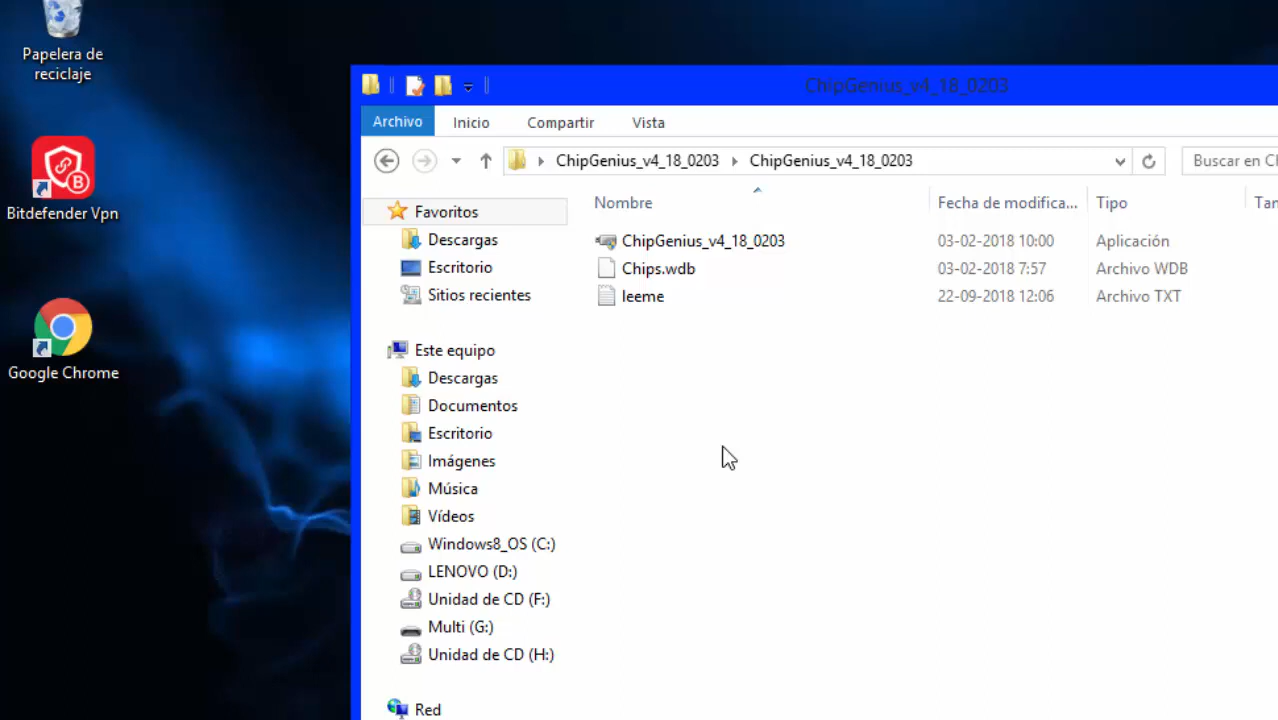 Papelera de
reciclaje
Bitdefender Vpn
Google Chrome
ChipGenius_v4_18_0203
Archivo
Inicio
Compartir
Vista
ChipGenius_v4_18_0203
ChipGenius_v4_18_0203
Buscar en
Nombre
Fecha de modifica...
Tipo
Favoritos
Descargas
Escritorio
Sitios recientes
Este equipo
Descargas
Documentos
Escritorio
Imágenes
Música
Vídeos
Windows8_OS (C:)
LENOVO (D:)
Unidad de CD (F:)
Multi (G:)
Unidad de CD (H:)
Red
ChipGenius_v4_18_0203
03-02-2018 10:00
Aplicación
Chips.wdb
03-02-2018 7:57
Archivo WDB
leeme
22-09-2018 12:06
Archivo TXT